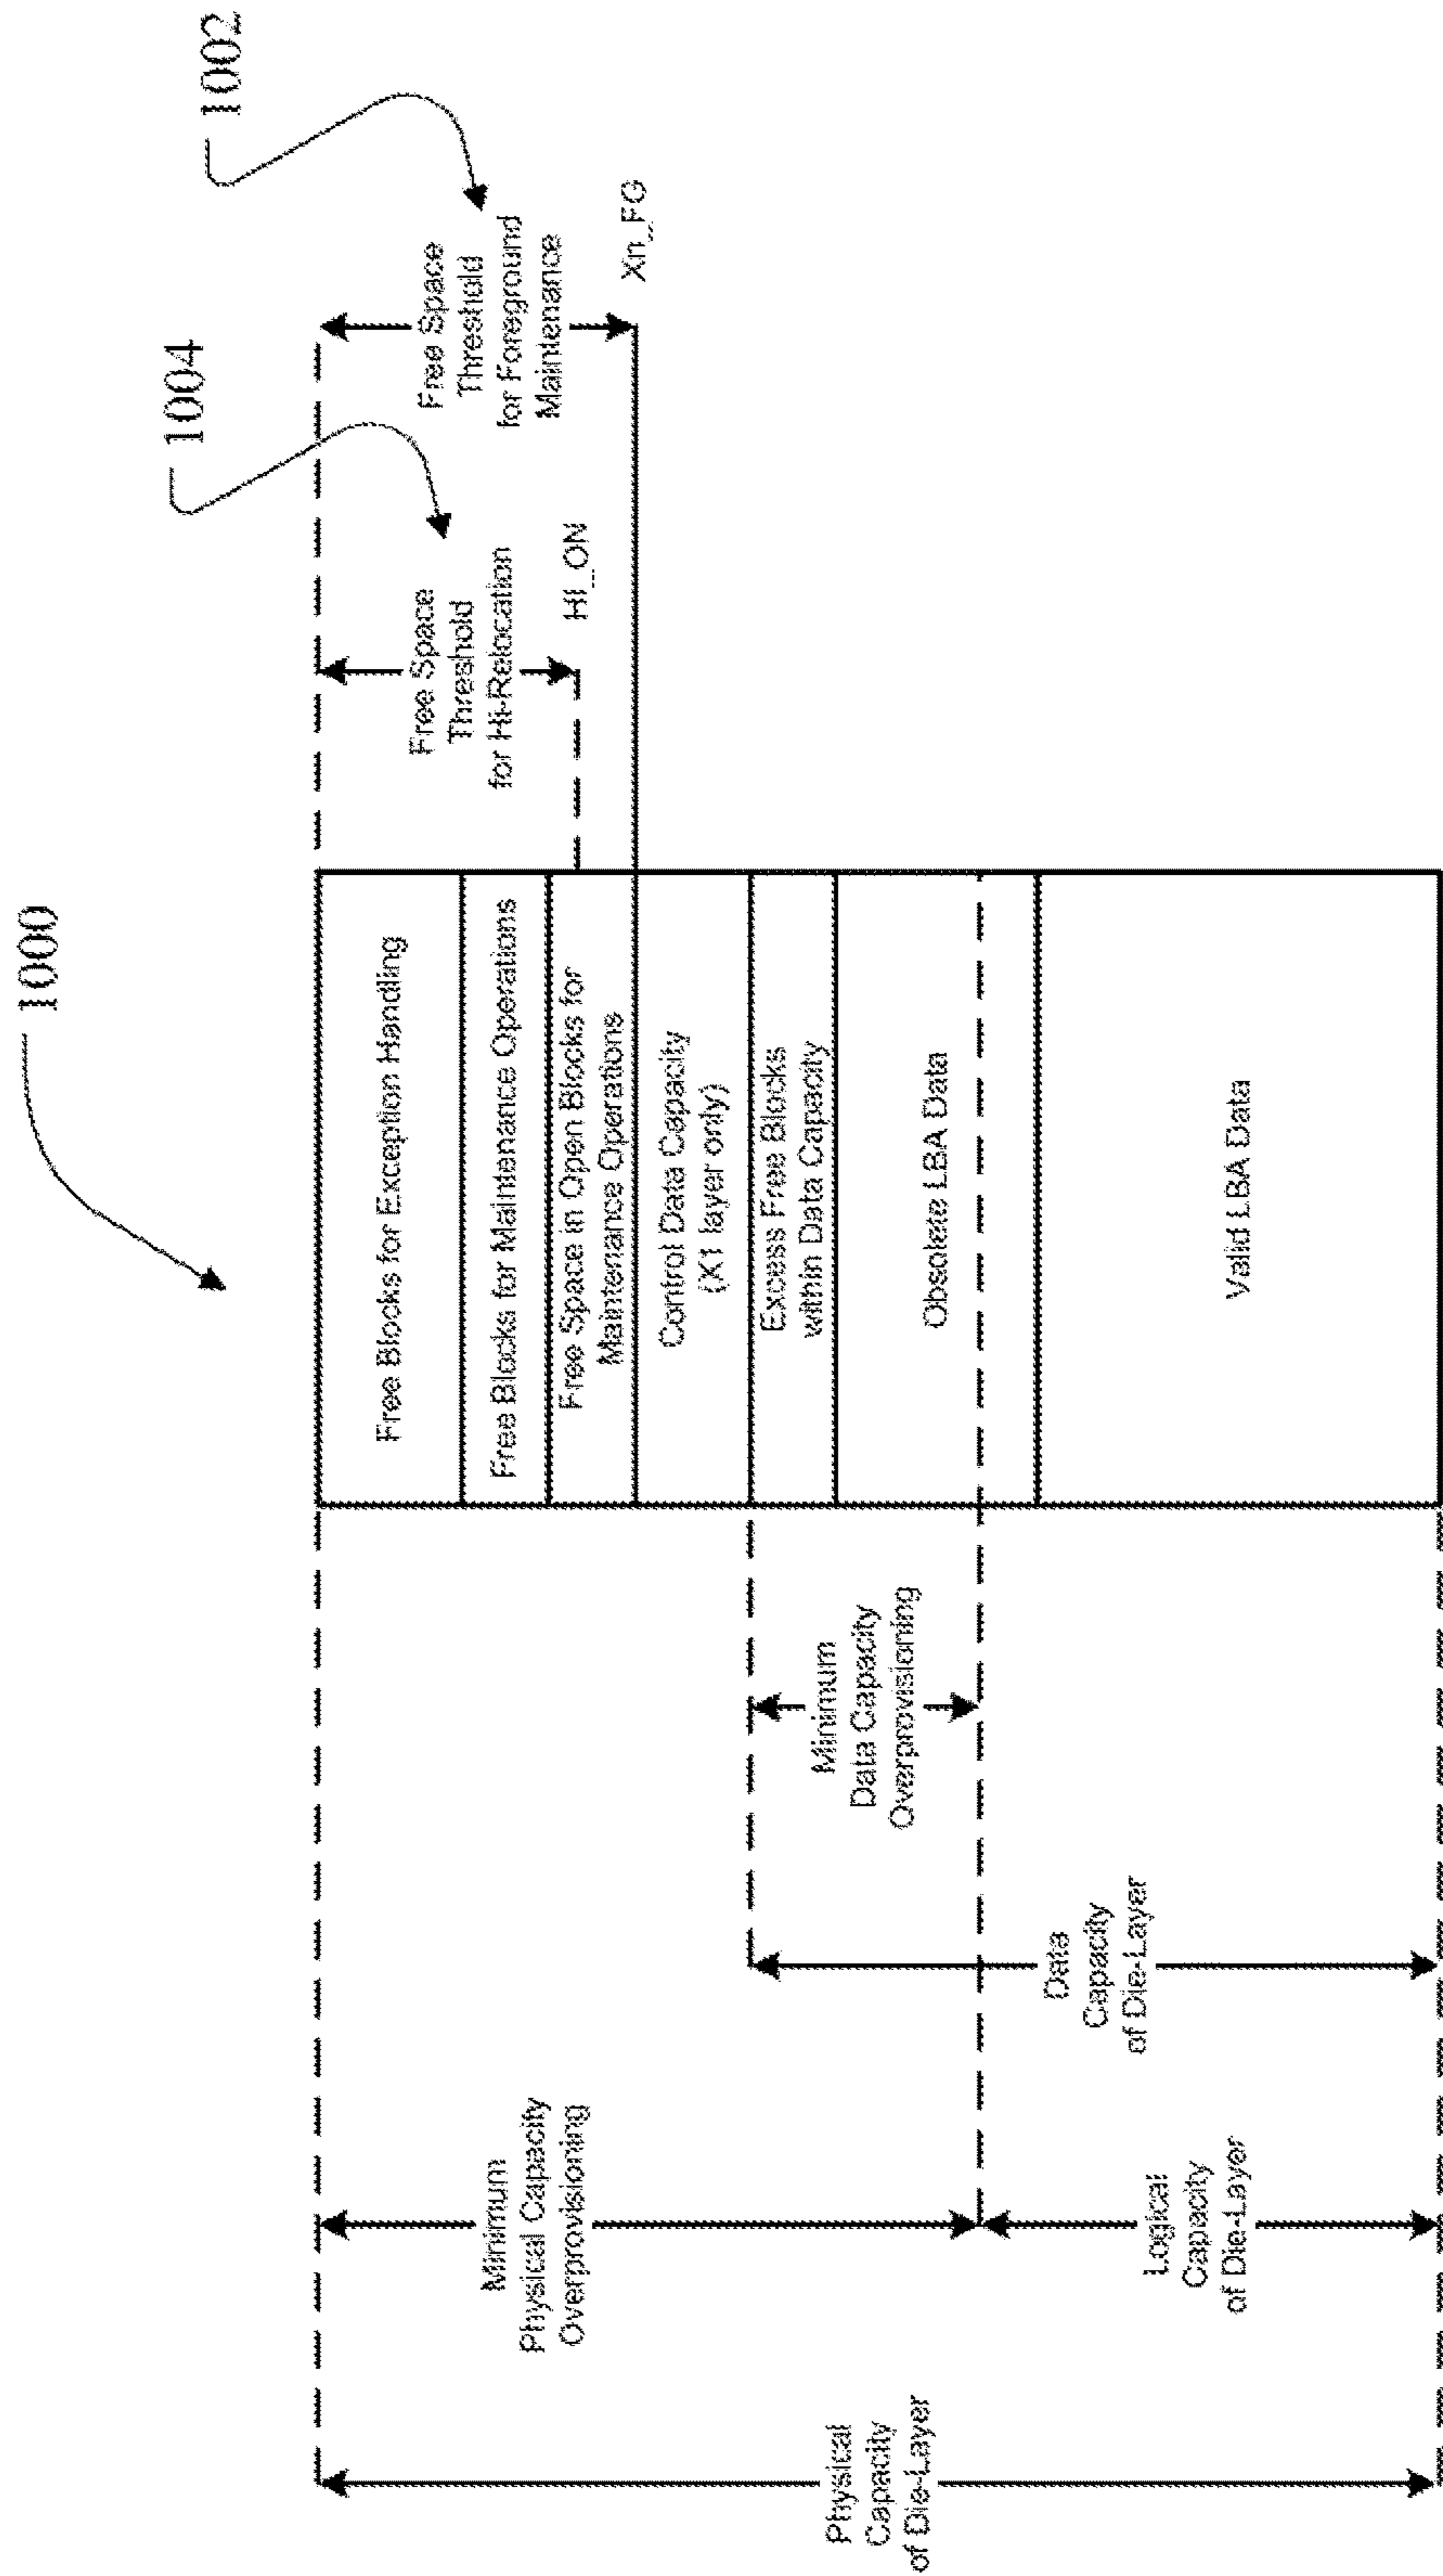 1000
1004
1002
Physical
Capacity
of Die-Layer
Minimum
Physical Capacity
Overprovisioning
Logical
Capacity
of Die-Layer
Data
Capacity
of Die-Layer
Minimum
Data Capacity
Overprovisioning
Free Blocks for Exception Handling
Free Blocks for Maintenance Operations
Free Space in Open Blocks for
Maintenance Operations
Control Data Capacity
(X1 layer only)
Excess Free Blocks
within Data Capacity
Obsolete LBA Data
Valid LBA Data
Free Space
Threshold
for Hi-Relocation
HI_ON
Free Space
Threshold
for Foreground
Maintenance
Xn_FG